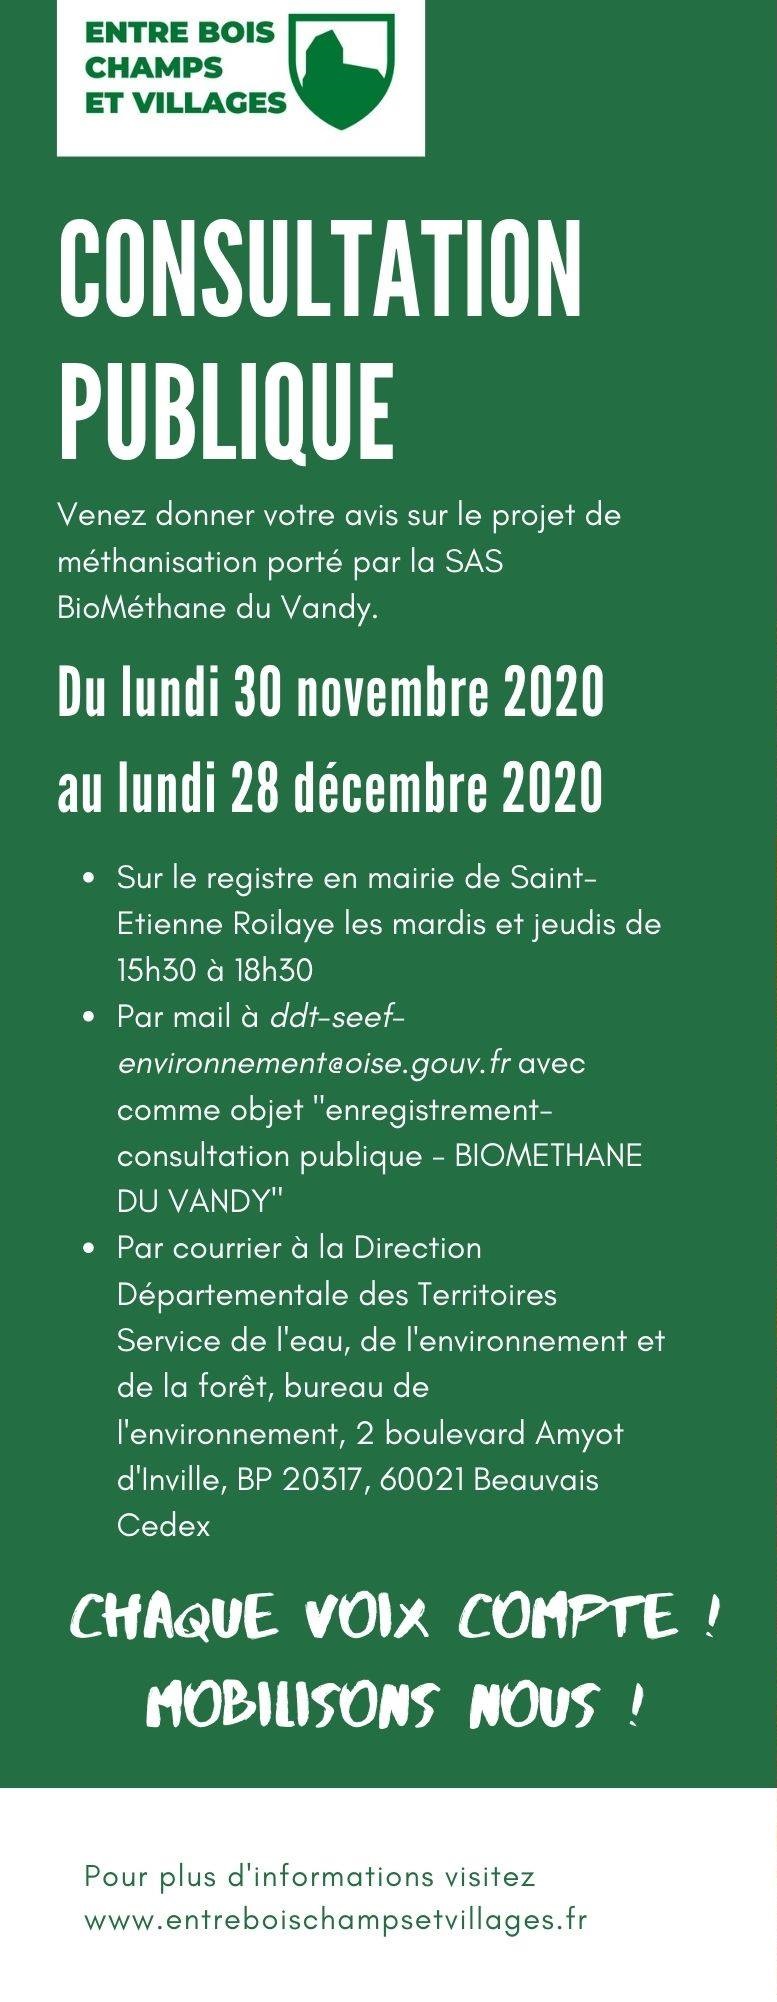 ENTRE BOIS
CHAMPS
ET VILLAGES
CONSULTATION
PUBLIQUE
Venez donner votre avis sur le projet de
méthanisation porté par la SAS
BioMéthane du Vandy.
Du lundi 30 novembre 2020
au lundi 28 décembre 2020
• Sur le registre en mairie de Saint-
Etienne Roilaye les mardis et jeudis de
15h30 à 18h30
• Par mail à ddt-seef-
environnement@oise.gouv.fr avec
comme objet "enregistrement-
consultation publique - BIOMETHANE
DU VANDY"
• Par courrier à la Direction
Départementale des Territoires
Service de l'eau, de l'environnement et
de la forêt, bureau de
l'environnement, 2 boulevard Amyot
d'Inville, BP 20317, 60021 Beauvais
Cedex
CHAQUE VOIX COMPTE !
MOBILISONS NOUS !
Pour plus d'informations visitez
www.entreboischampsetvillages.fr